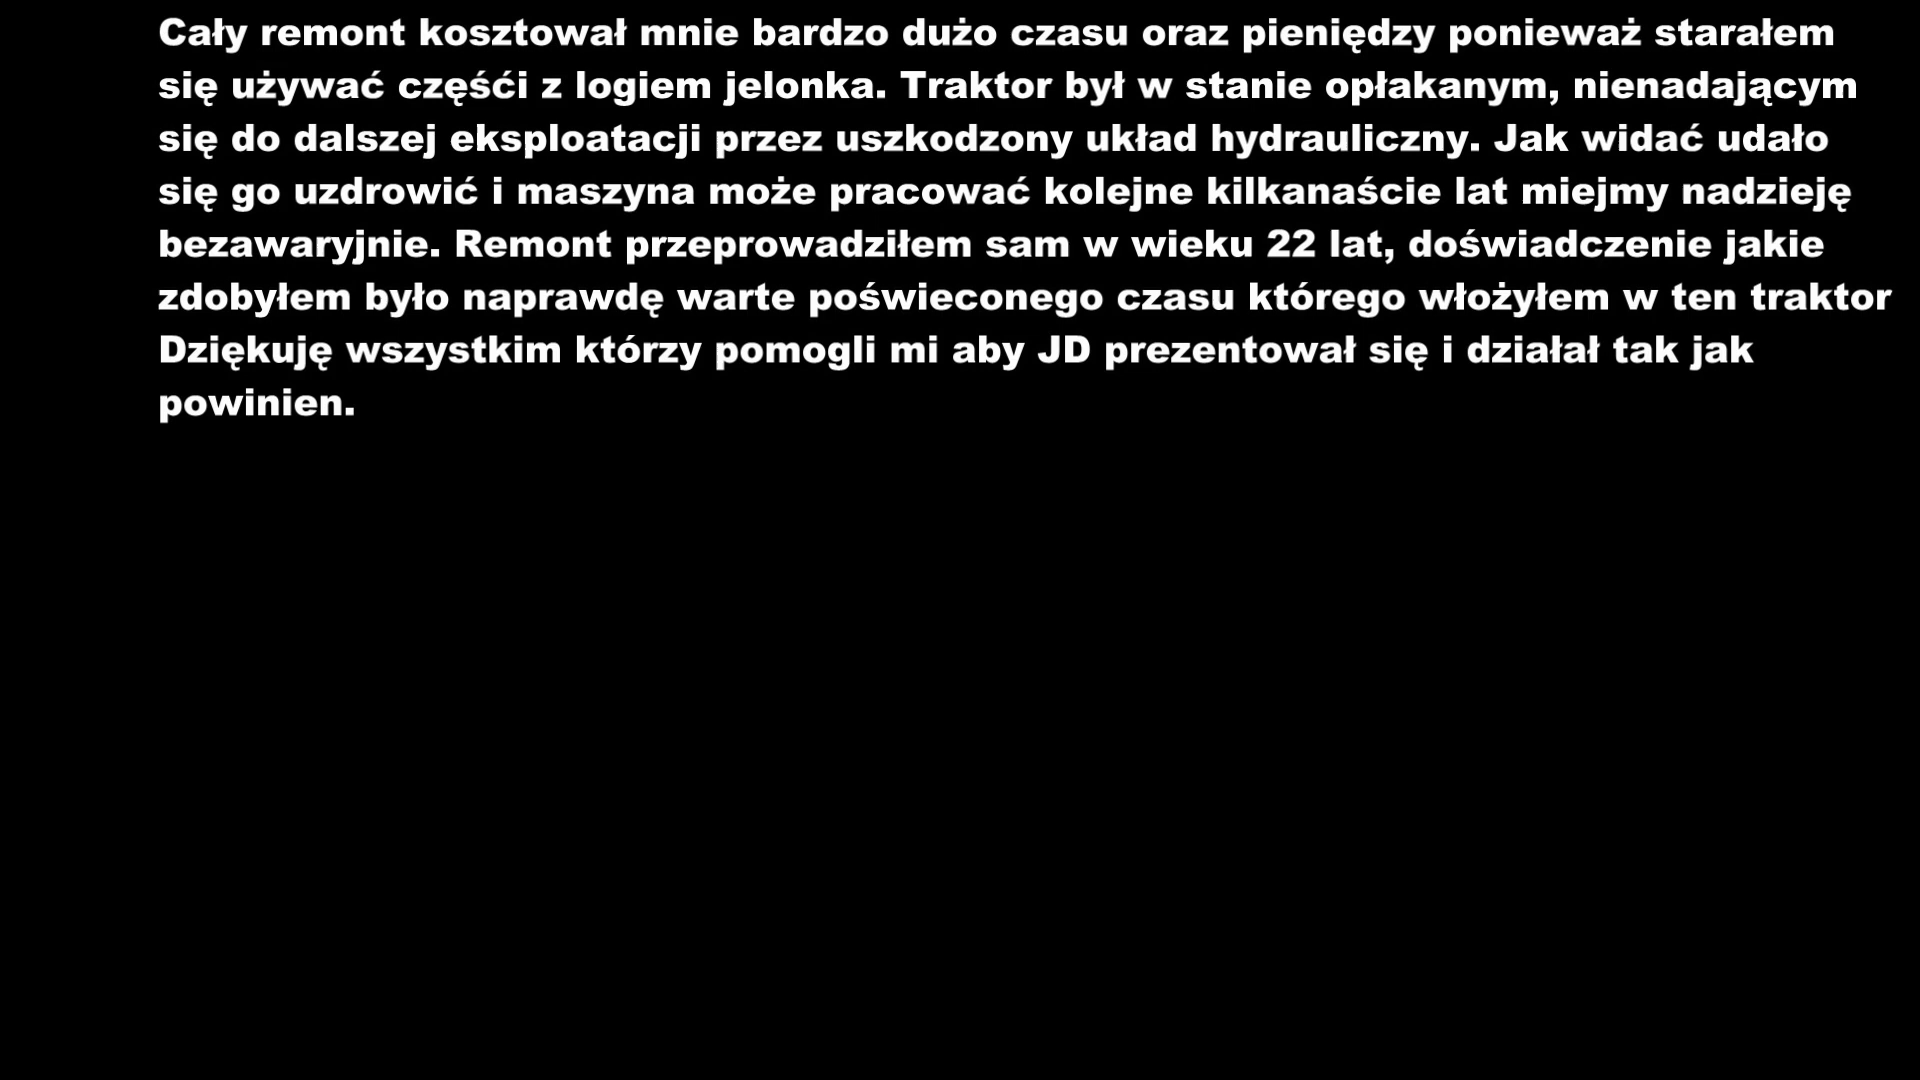 Cały remont kosztował mnie bardzo dużo czasu oraz pieniędzy ponieważ starałem
się używać częśći z logiem jelonka. Traktor był w stanie opłakanym, nienadającym
się do dalszej eksploatacji przez uszkodzony układ hydrauliczny. Jak widać udało
się go uzdrowić i maszyna może pracować kolejne kilkanaście lat miejmy nadzieję
bezawaryjnie. Remont przeprowadziłem sam w wieku 22 lat, doświadczenie jakie
zdobyłem było naprawdę warte poświeconego czasu którego włożyłem w ten traktor
Dziękuję wszystkim którzy pomogli mi aby JD prezentował się i działał tak jak
powinien.